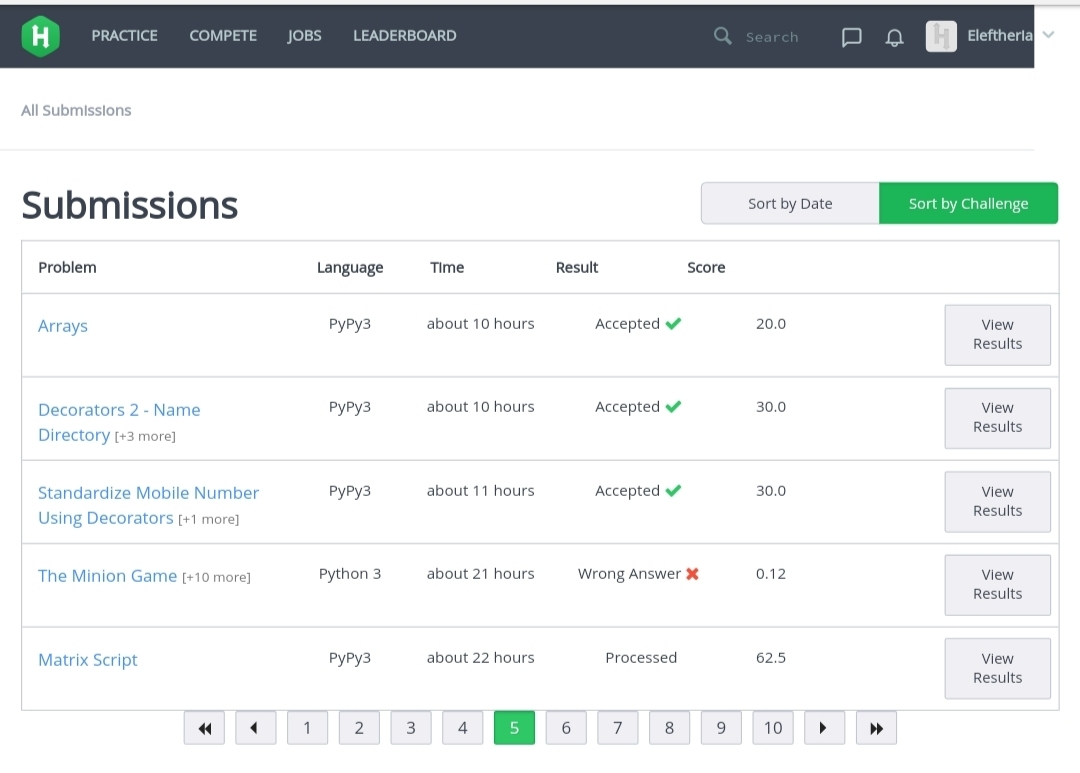 H PRACTICE COMPETE JOBS LEADERBOARD Search H Eleftheria
All Submissions
Submissions
Sort by Date Sort by Challenge
Problem Language Time Result Score
Arrays PyPy3 about 10 hours Accepted 20.0 View
Results
Decorators 2 - Name PyPy3 about 10 hours Accepted 30.0 View
Directory [+3 more] Results
Standardize Mobile Number PyPy3 about 11 hours Accepted 30.0 View
Using Decorators [+1 more] Results
The Minion Game [+10 more] Python 3 about 21 hours Wrong Answer 0.12 View
Results
Matrix Script PyPy3 about 22 hours Processed 62.5 View
Results
1 2 3 4 5 6 7 8 9 10